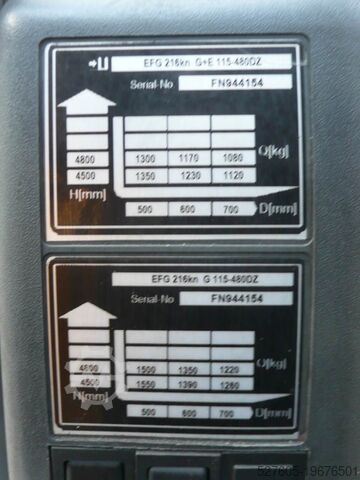 EFG 216kn G+E 115-480DZ
Serial-No FN944154
4800 1300 1170 1080 Q[kg]
4500 1350 1230 1120
H[mm] 500 600 700 D[mm]
EFG 216kn G 115-480DZ
Serial-No FN944154
4800 1500 1350 1220 Q[kg]
4500 1550 1390 1260
H[mm] 500 600 700 D[mm]
527605-19676501